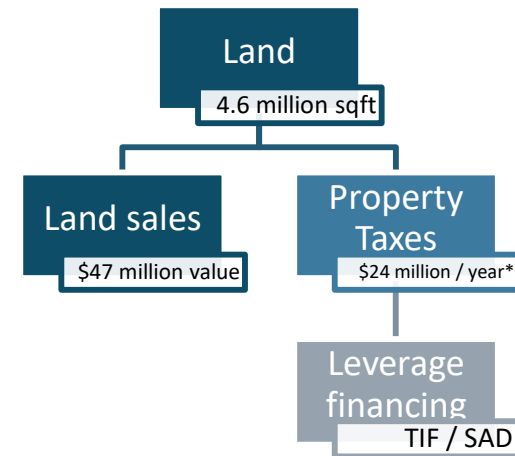 Land
4.6 million sqft
Land sales
$47 million value
Property
Taxes
$24 million / year*
Leverage
financing
TIF / SAD